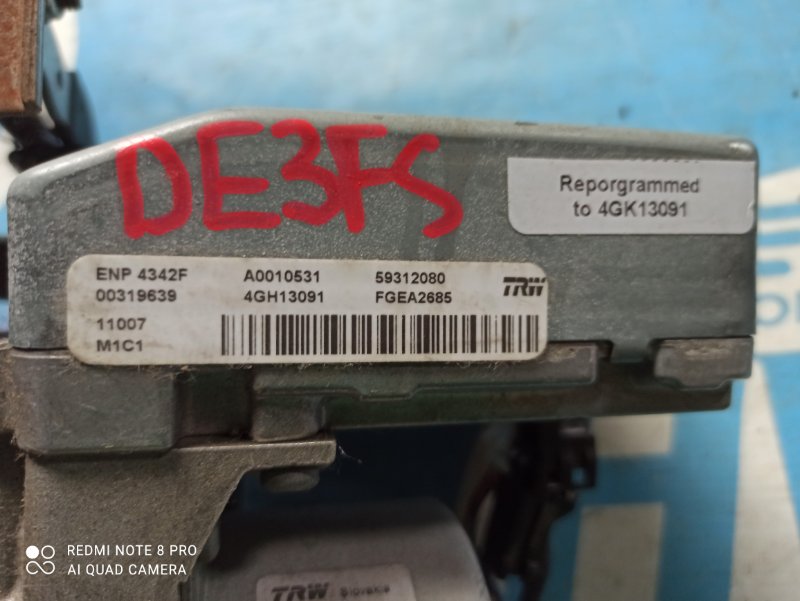 DE3FS
Reporgrammed
to 4GK13091
ENP 4342F A0010531 59312080 TRW
00319639 4GH13091 FGEA2685
11007
M1C1
TRW Slovakia
REDMI NOTE 8 PRO
AI QUAD CAMERA